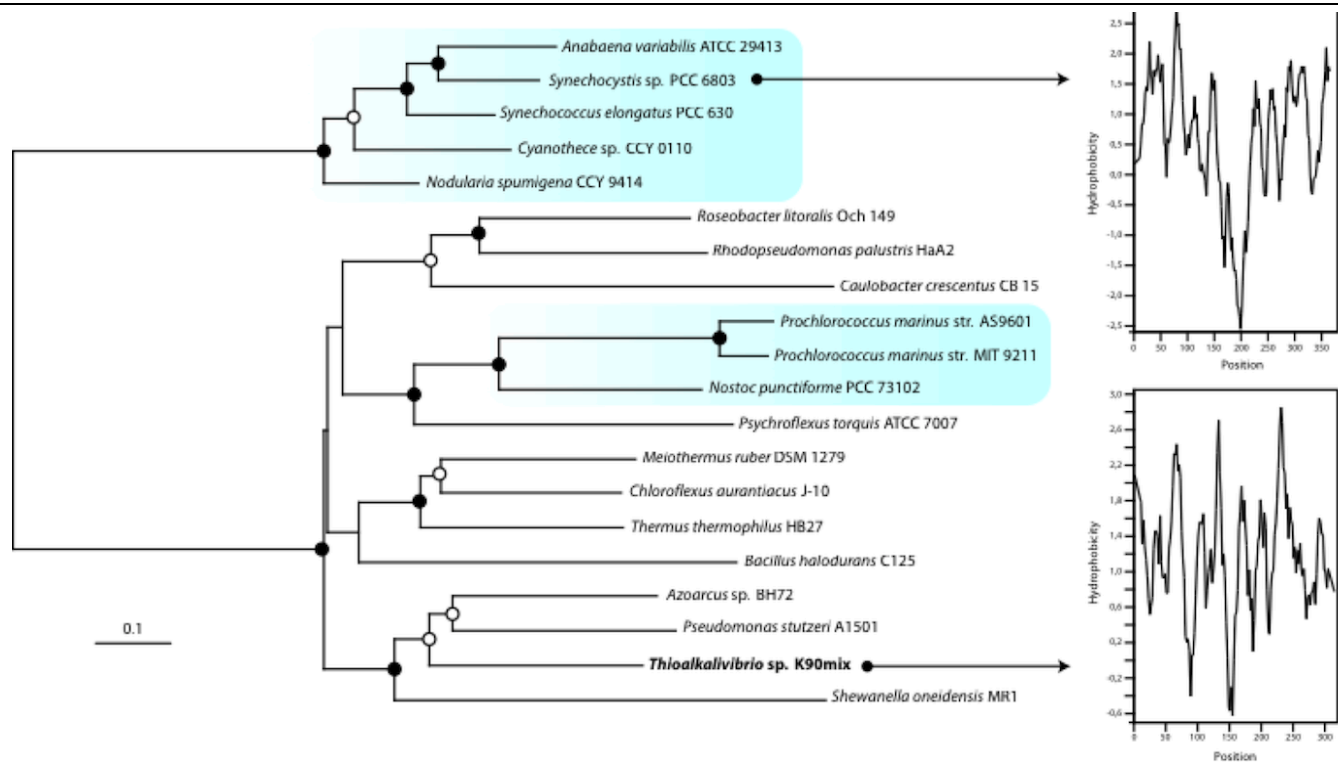 Anabaena variabilis ATCC 29413
Synechocystis sp. PCC 6803
Synechococcus elongatus PCC 630
Cyanothece sp. CCY 0110
Nodularia spumigena CCY 9414
Roseobacter litoralis Och 149
Rhodopseudomonas palustris HaA2
Caulobacter crescentus CB 15
Prochlorococcus marinus str. AS9601
Prochlorococcus marinus str. MIT 9211
Nostoc punctiforme PCC 73102
Psychroflexus torquis ATCC 7007
Meiothermus ruber DSM 1279
Chloroflexus aurantiacus J-10
Thermus thermophilus HB27
Bacillus halodurans C125
Azoarcus sp. BH72
Pseudomonas stutzeri A1501
Thioalkalivibrio sp. K90mix
Shewanella oneidensis MR1
0.1
Hydrophobicity
2,5
2,0
1,5
1,0
0,5
0,0
-0,5
-1,0
-1,5
-2,0
-2,5
0 50 100 150 200 250 300 350
Position
Hydrophobicity
3,0
2,6
2,2
1,8
1,4
1,0
0,6
-0,2
-0,6
0 50 100 150 200 250 300
Position